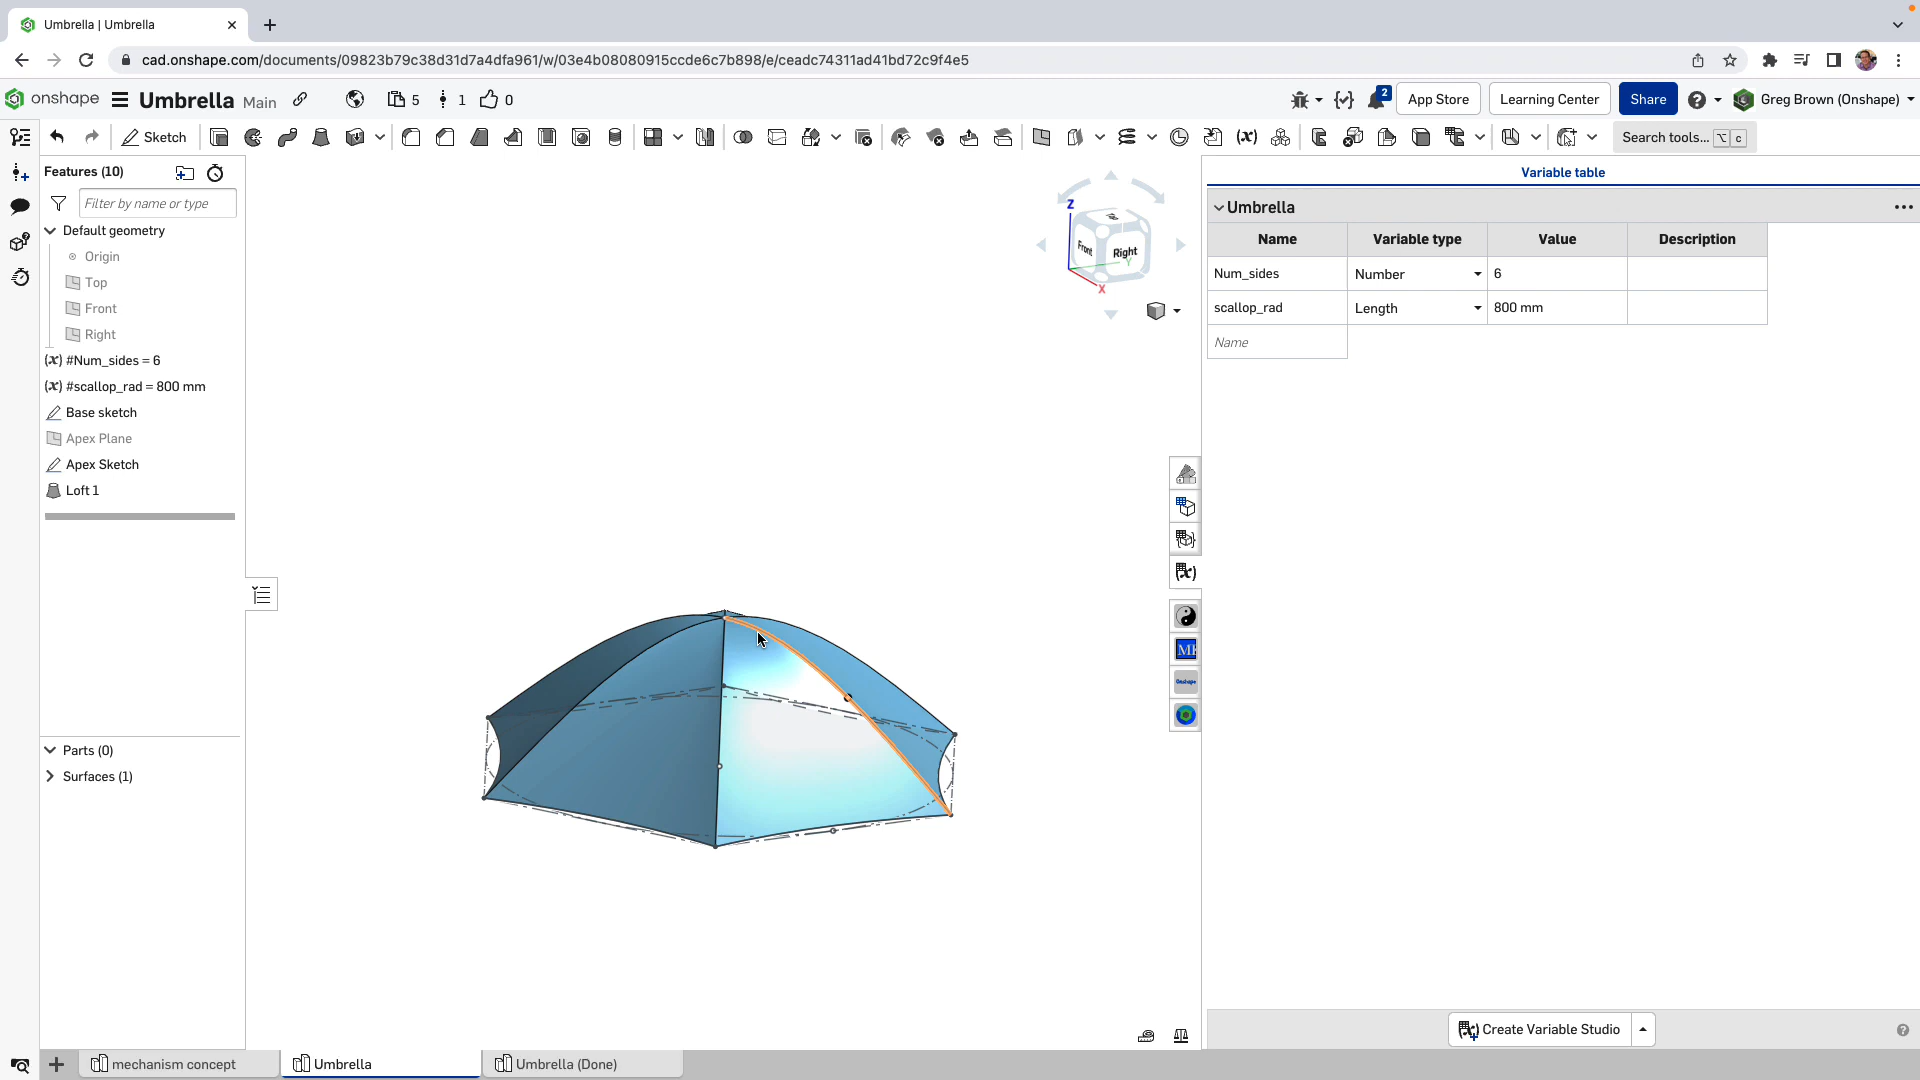 Umbrella | Umbrella
cad.onshape.com/documents/09823b79c38d31d7a4dfa961/w/03e4b08080915ccde6c7b898/e/ceadc74311ad41bd72c9f4e5
onshape
Umbrella Main
5
1
0
2
App Store
Learning Center
Share
Greg Brown (Onshape)
Sketch
(x)
Search tools... ⌥ c
Features (10)
Filter by name or type
Default geometry
Origin
Top
Front
Right
(x) #Num_sides = 6
(x) #scallop_rad = 800 mm
Base sketch
Apex Plane
Apex Sketch
Loft 1
Parts (0)
Surfaces (1)
Z
Front
Right
Y
X
(x)
Onshape
Variable table
Umbrella
Name Variable type Value Description
Num_sides Number 6
scallop_rad Length 800 mm
Name
Create Variable Studio
mechanism concept
Umbrella
Umbrella (Done)